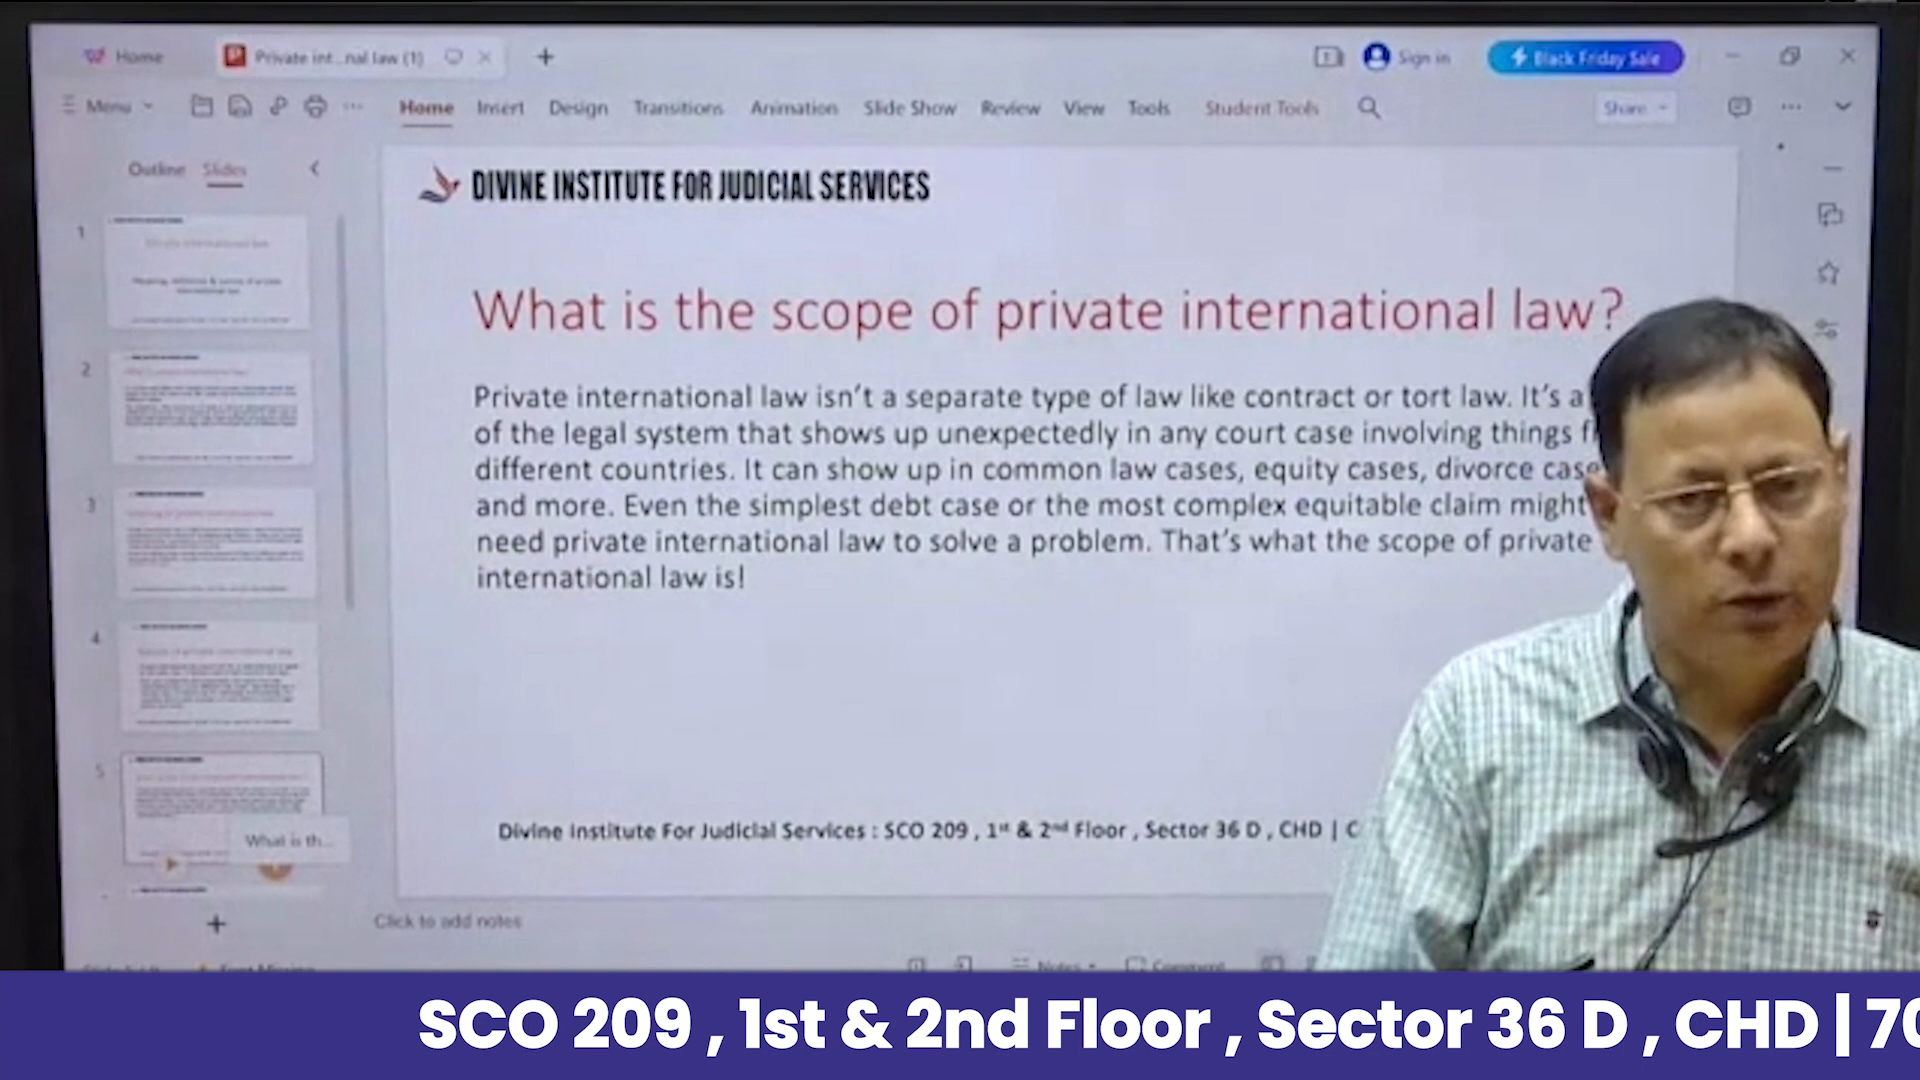 Home
Private int...nal law (1)
Sign in
Black Friday Sale
Menu
Home Insert Design Transitions Animation Slide Show Review View Tools Student Tools
Share
Outline Slides
DIVINE INSTITUTE FOR JUDICIAL SERVICES
What is the scope of private international law?
Private international law isn't a separate type of law like contract or tort law. It's a
of the legal system that shows up unexpectedly in any court case involving things
different countries. It can show up in common law cases, equity cases, divorce
and more. Even the simplest debt case or the most complex equitable claim might
need private international law to solve a problem. That's what the scope of private
international law is!
1
2
3
4
5
What is th...
Divine Institute For Judicial Services : SCO 209 , 1st & 2nd Floor , Sector 36 D , CHD | C
Click to add notes
Notes
Comment
SCO 209 , 1st & 2nd Floor , Sector 36 D , CHD | 70